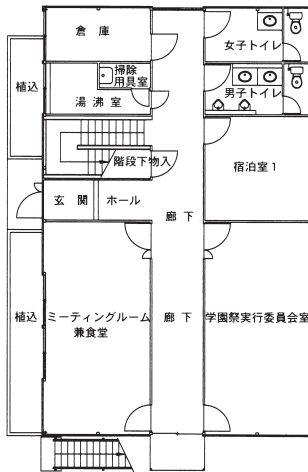 倉庫
女子トイレ
植込
掃除
用具室
湯沸室
男子トイレ
階段下物入
宿泊室1
玄関
ホール
廊下
植込
ミーティングルーム
兼食堂
廊下
学園祭実行委員会室